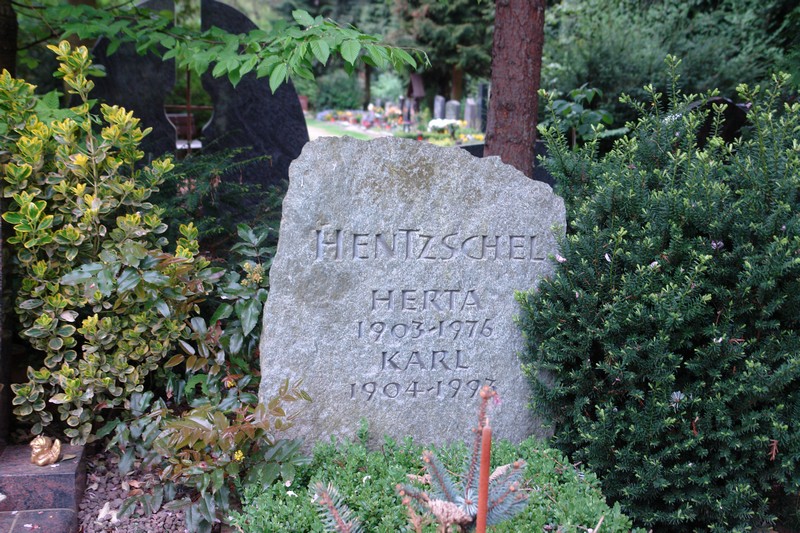 HENTZSCHEL
HERTA
1903-1976
KARL
1904-1993